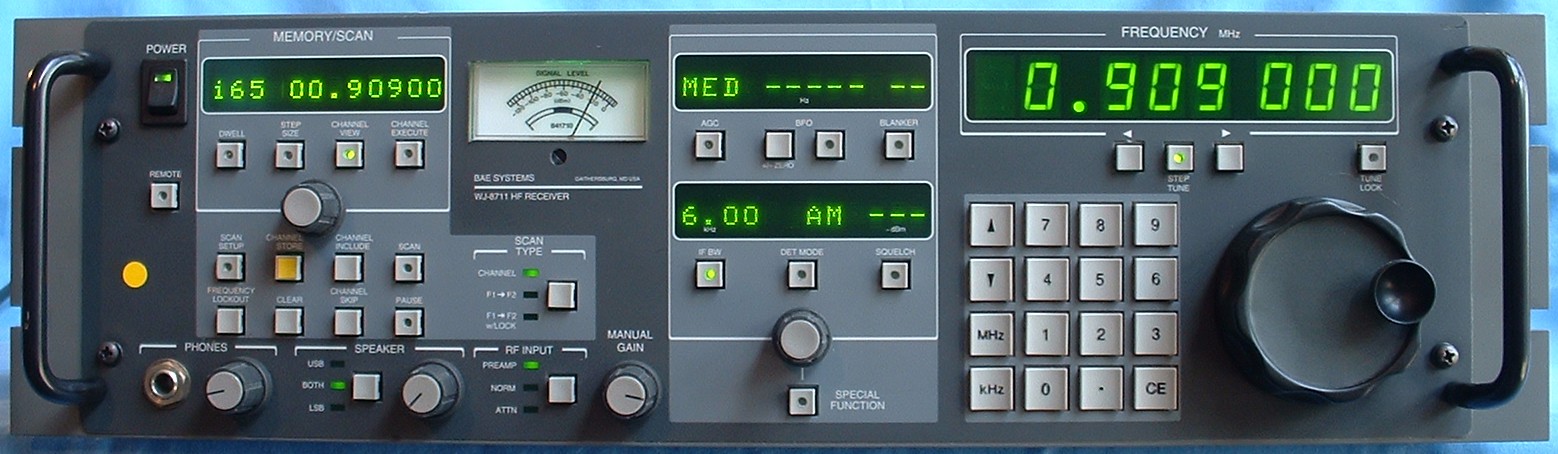 MEMORY/SCAN
POWER
i65 00.90900
DWELL
STEP SIZE
CHANNEL VIEW
CHANNEL EXECUTE
REMOTE
SCAN SETUP
CHANNEL STORE
CHANNEL INCLUDE
SCAN
FREQUENCY LOCKOUT
CLEAR
CHANNEL SKIP
PAUSE
PHONES
SPEAKER
USB
BOTH
LSB
SIGNAL LEVEL
(dBm)
841710
BAE SYSTEMS
GAITHERSBURG, MD USA
WJ-8711 HF RECEIVER
SCAN TYPE
CHANNEL
F1➔F2
F1➔F2
w/LOCK
RF INPUT
PREAMP
NORM
ATTN
MANUAL GAIN
MED ----- --
Hz
AGC
BFO
BLANKER
+/- ZERO
6.00 AM ---
kHz
-dBm
IF BW
DET MODE
SQUELCH
SPECIAL FUNCTION
FREQUENCY MHz
0.909 000
◀ ▶
STEP TUNE
TUNE LOCK
▲ 7 8 9
▼ 4 5 6
MHz 1 2 3
kHz 0 · CE